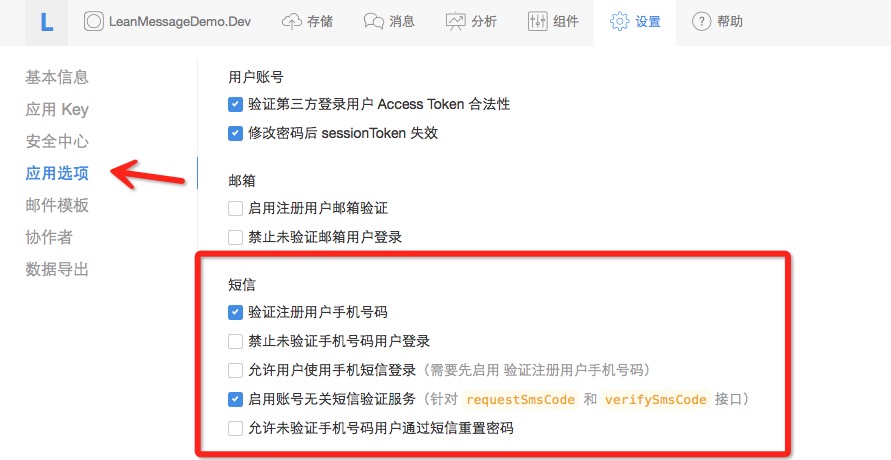 L LeanMessageDemo.Dev 存储 消息 分析 组件 设置 ? 帮助
基本信息
应用 Key
安全中心
应用选项
邮件模板
协作者
数据导出
用户账号
验证第三方登录用户 Access Token 合法性
修改密码后 sessionToken 失效
邮箱
启用注册用户邮箱验证
禁止未验证邮箱用户登录
短信
验证注册用户手机号码
禁止未验证手机号码用户登录
允许用户使用手机短信登录（需要先启用 验证注册用户手机号码）
启用账号无关短信验证服务（针对 requestSmsCode 和 verifySmsCode 接口）
允许未验证手机号码用户通过短信重置密码